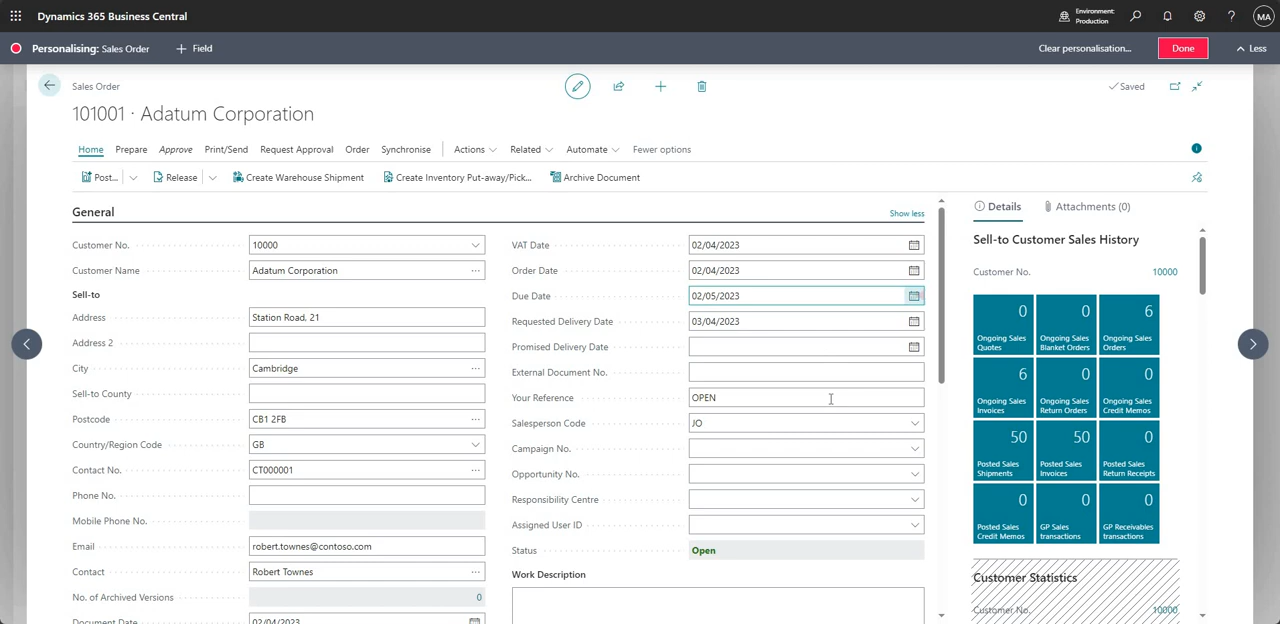 Dynamics 365 Business Central
Environment:
Production
MA
Personalising: Sales Order
Field
Clear personalisation...
Done
Less
Sales Order
Saved
101001 · Adatum Corporation
Home
Prepare
Approve
Print/Send
Request Approval
Order
Synchronise
Actions
Related
Automate
Fewer options
Post...
Release
Create Warehouse Shipment
Create Inventory Put-away/Pick...
Archive Document
General
Show less
Customer No.
10000
Customer Name
Adatum Corporation
Sell-to
Address
Station Road, 21
Address 2
City
Cambridge
Sell-to County
Postcode
CB1 2FB
Country/Region Code
GB
Contact No.
CT000001
Phone No.
Mobile Phone No.
Email
robert.townes@contoso.com
Contact
Robert Townes
No. of Archived Versions
0
Document Date
02/04/2023
VAT Date
02/04/2023
Order Date
02/04/2023
Due Date
02/05/2023
Requested Delivery Date
03/04/2023
Promised Delivery Date
External Document No.
Your Reference
OPEN
Salesperson Code
JO
Campaign No.
Opportunity No.
Responsibility Centre
Assigned User ID
Status
Open
Work Description
Details
Attachments (0)
Sell-to Customer Sales History
Customer No.
10000
0
Ongoing Sales
Quotes
0
Ongoing Sales
Blanket Orders
6
Ongoing Sales
Orders
6
Ongoing Sales
Invoices
0
Ongoing Sales
Return Orders
0
Ongoing Sales
Credit Memos
50
Posted Sales
Shipments
50
Posted Sales
Invoices
0
Posted Sales
Return Receipts
0
Posted Sales
Credit Memos
0
GP Sales
transactions
0
GP Receivables
transactions
Customer Statistics
Customer No.
10000